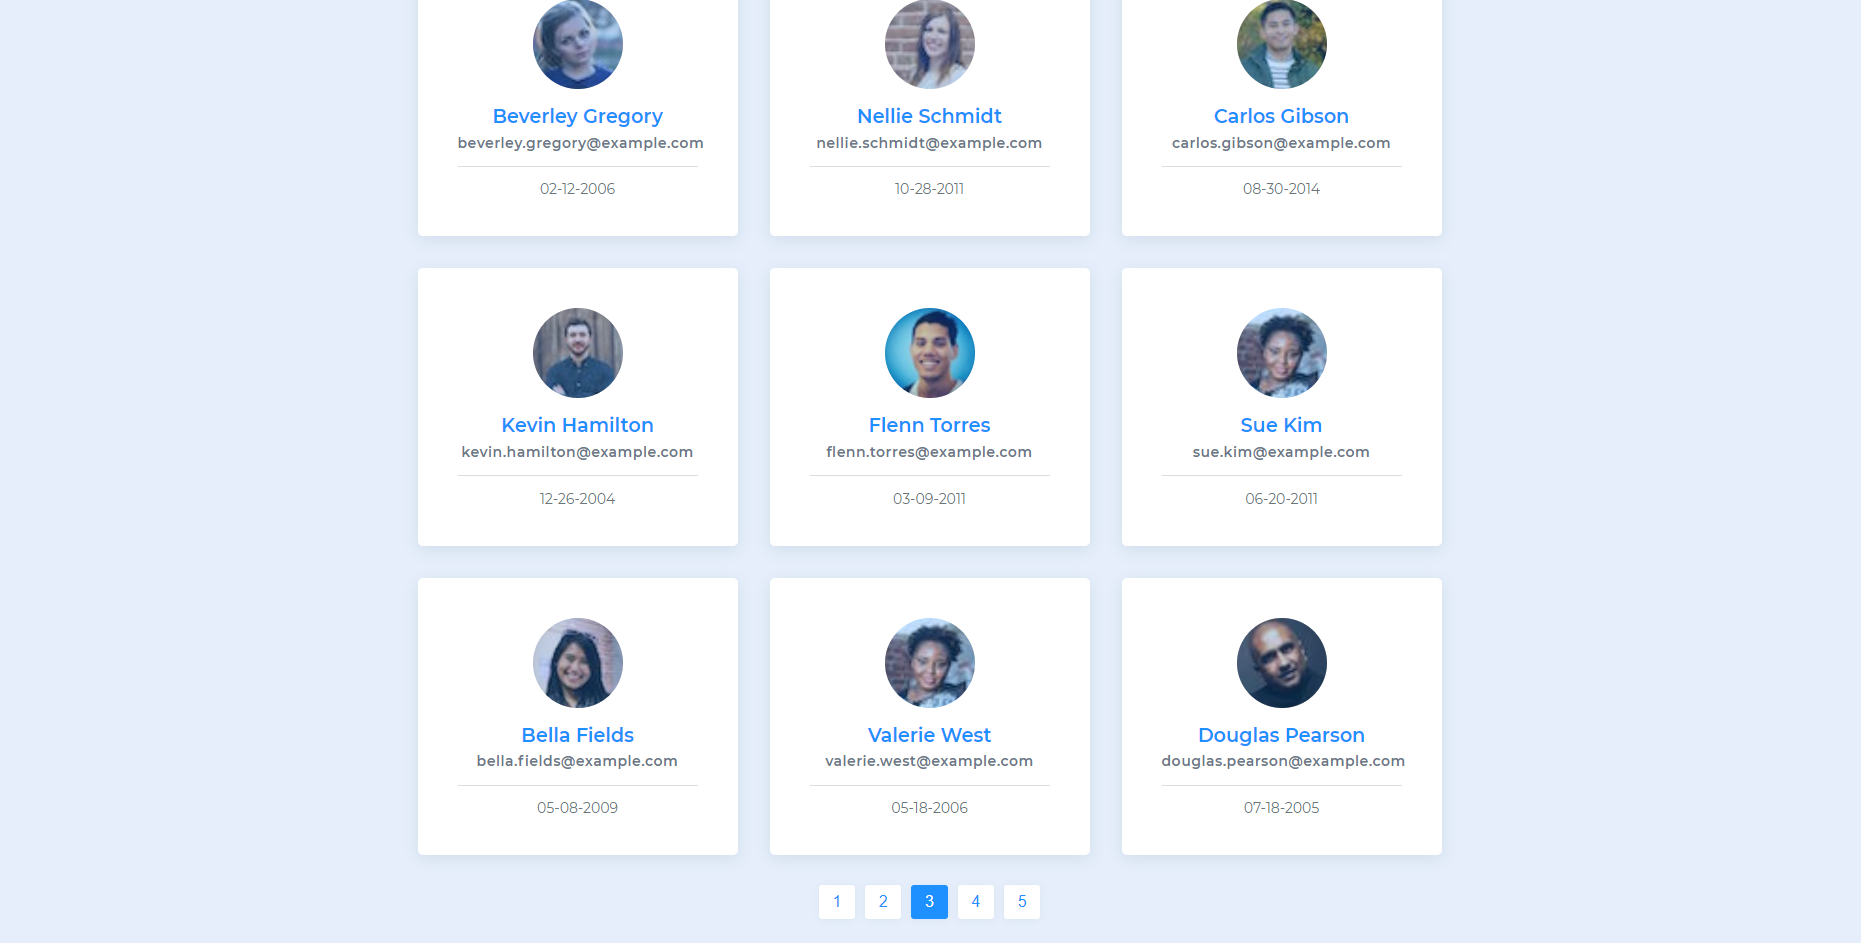 Beverley Gregory
beverley.gregory@example.com
02-12-2006
Nellie Schmidt
nellie.schmidt@example.com
10-28-2011
Carlos Gibson
carlos.gibson@example.com
08-30-2014
Kevin Hamilton
kevin.hamilton@example.com
12-26-2004
Flenn Torres
flenn.torres@example.com
03-09-2011
Sue Kim
sue.kim@example.com
06-20-2011
Bella Fields
bella.fields@example.com
05-08-2009
Valerie West
valerie.west@example.com
05-18-2006
Douglas Pearson
douglas.pearson@example.com
07-18-2005
1 2 3 4 5